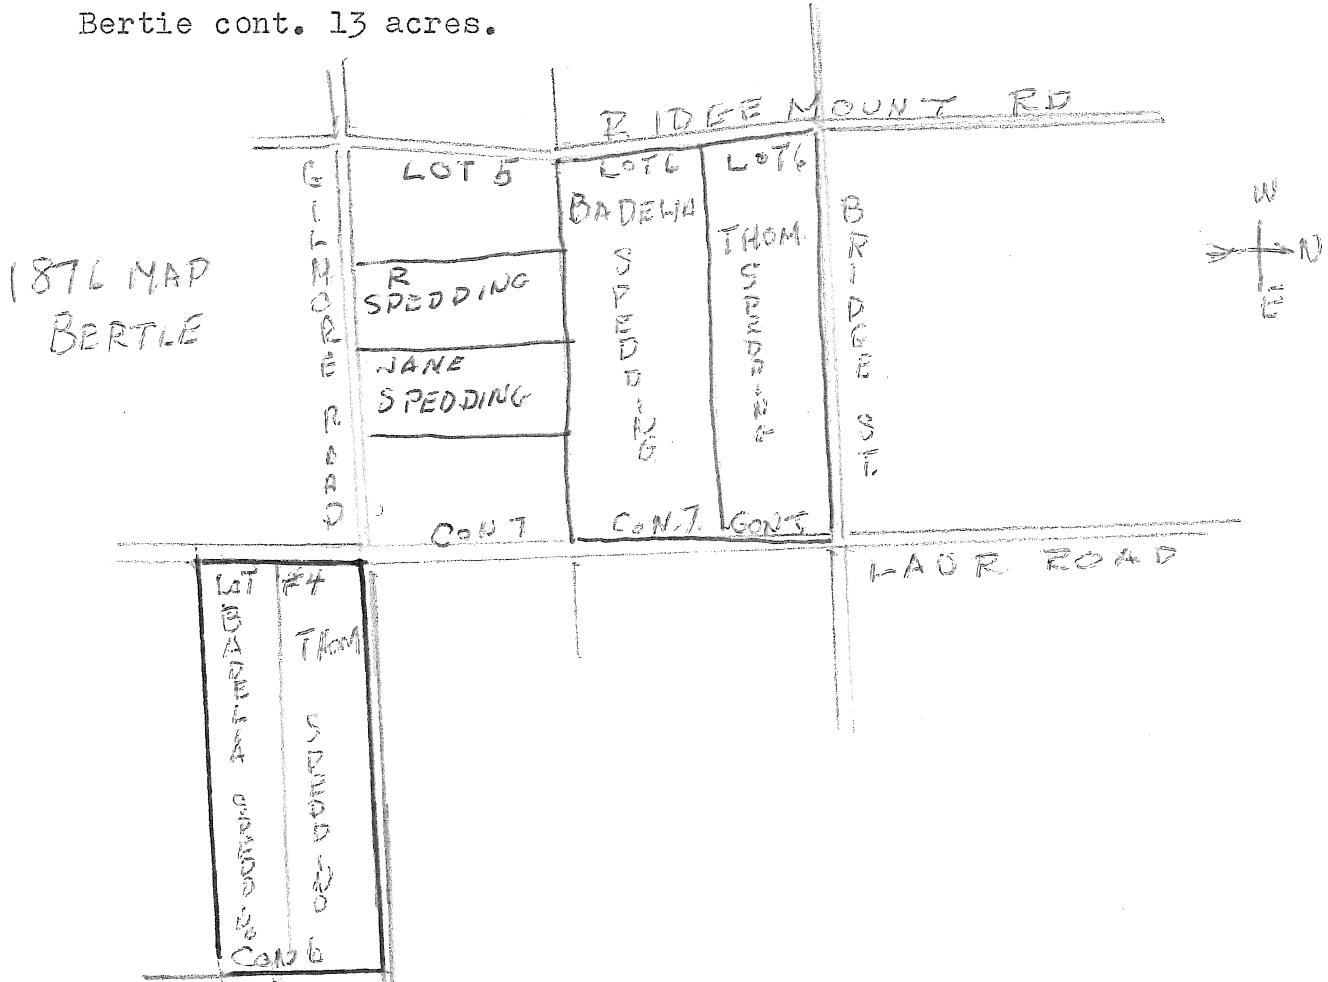 Bertie cont. 13 acres.
RIDGEMOUNT RD
GILMORE ROAD
LOT 5
LOT 6
LOT 6
BRIDGE ST.
W
N
E
1876 MAP
BERTIE
R
SPEDDING
JANE
SPEDDING
SPEDDING
THOM
SPEDDING
CON 7
CON. 7.
CON 7
LAUR ROAD
LOT #4
THOM
SPEDDING
SPEDDING
CON 6